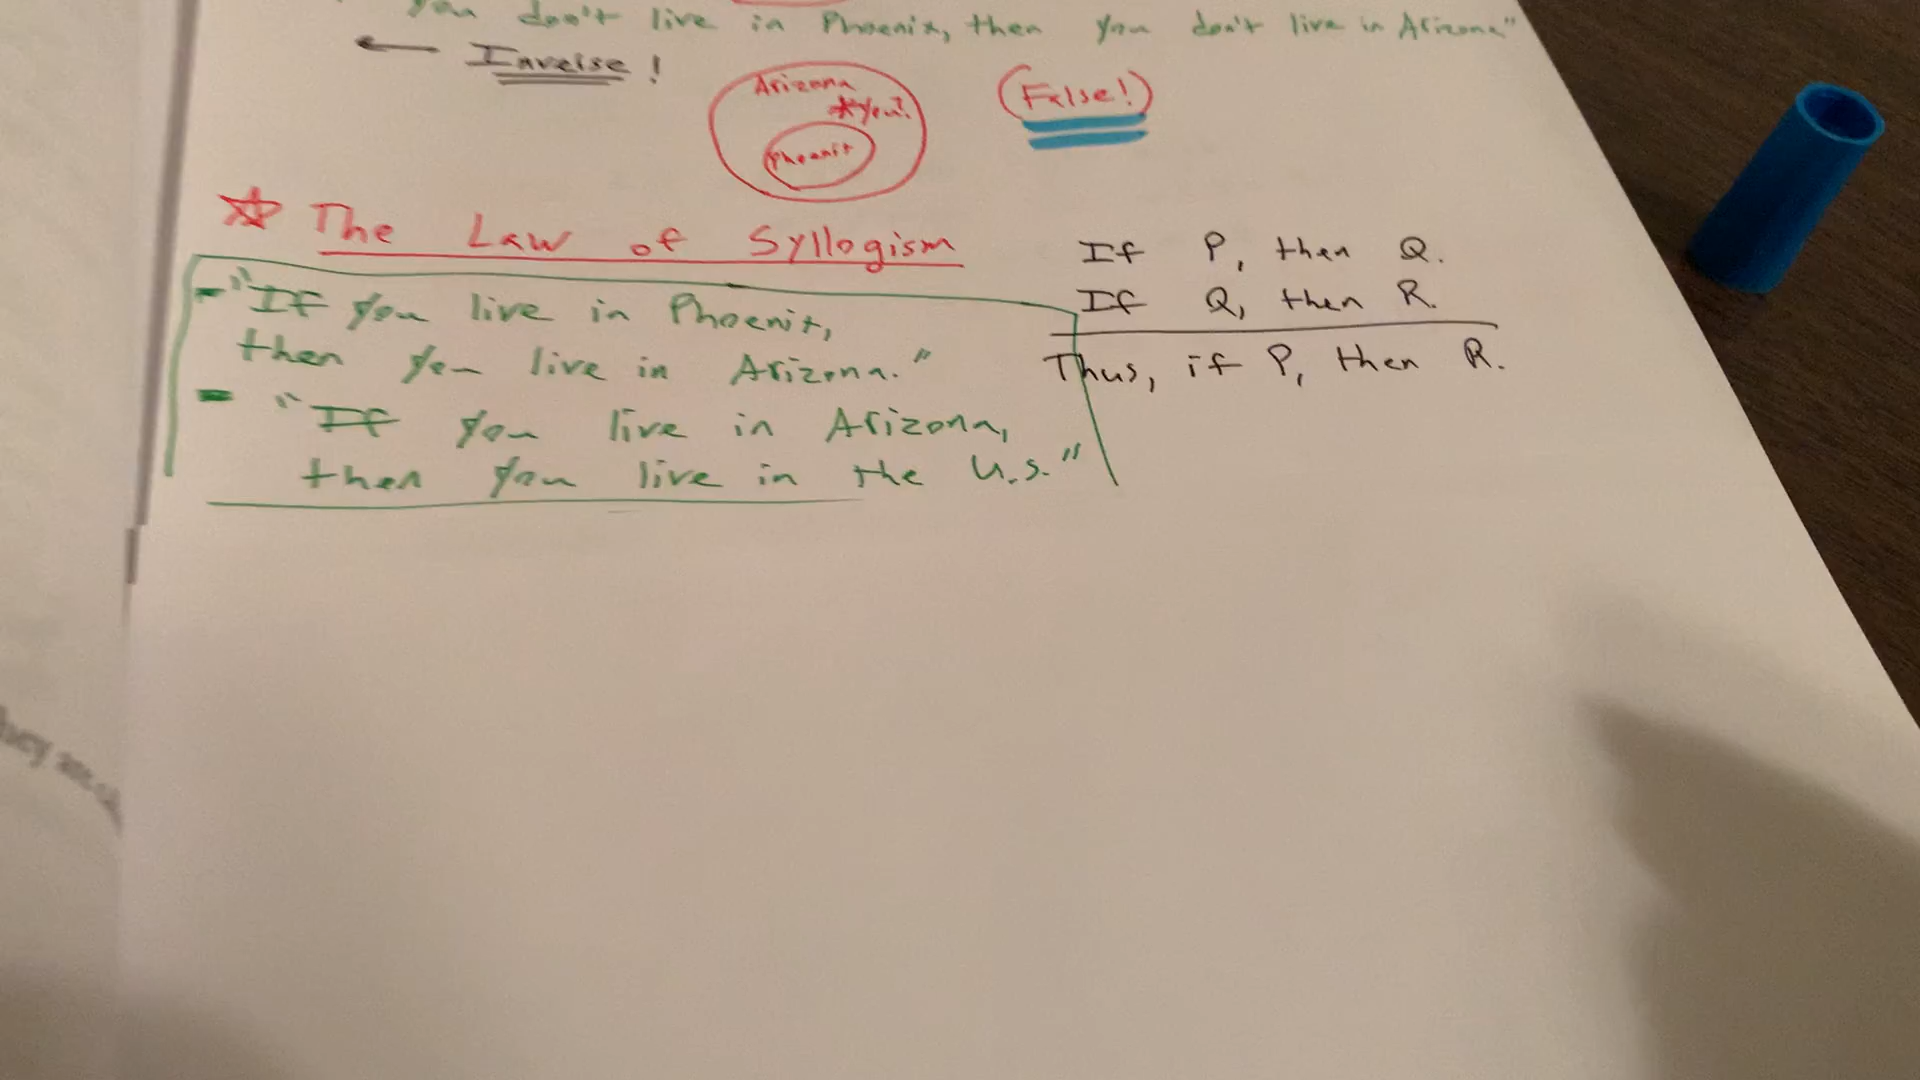 you don't live in Phoenix, then you don't live in Arizona"
← Inverse!
Arizona
*You?
Phoenix
(False!)
☆ The Law of Syllogism
- "If you live in Phoenix,
then you live in Arizona."
- "If you live in Arizona,
then you live in the U.S."
If P, then Q.
If Q, then R.
Thus, if P, then R.